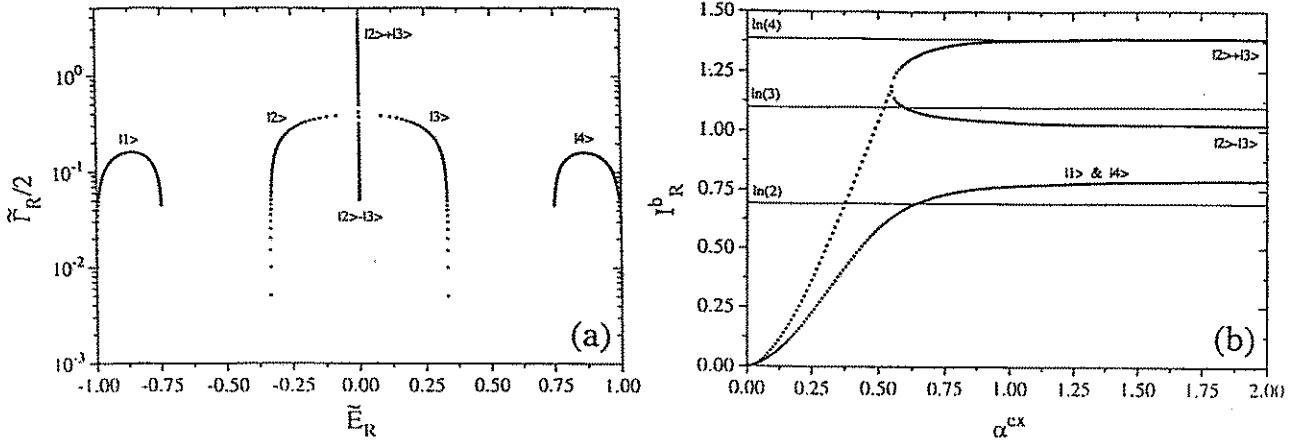 |2>+|3>
10^0
|2>
|3>
|1>
|4>
10^-1
|2>-|3>
10^-2
10^-3
(a)
-1.00 -0.75 -0.50 -0.25 0.00 0.25 0.50 0.75 1.00
Γ̃_R/2
Ẽ_R
1.50
ln(4)
|2>+|3>
1.25
ln(3)
1.00
|2>-|3>
|1> & |4>
0.75
ln(2)
0.50
0.25
0.00
(b)
0.00 0.25 0.50 0.75 1.00 1.25 1.50 1.75 2.00
I^b_R
α^ex